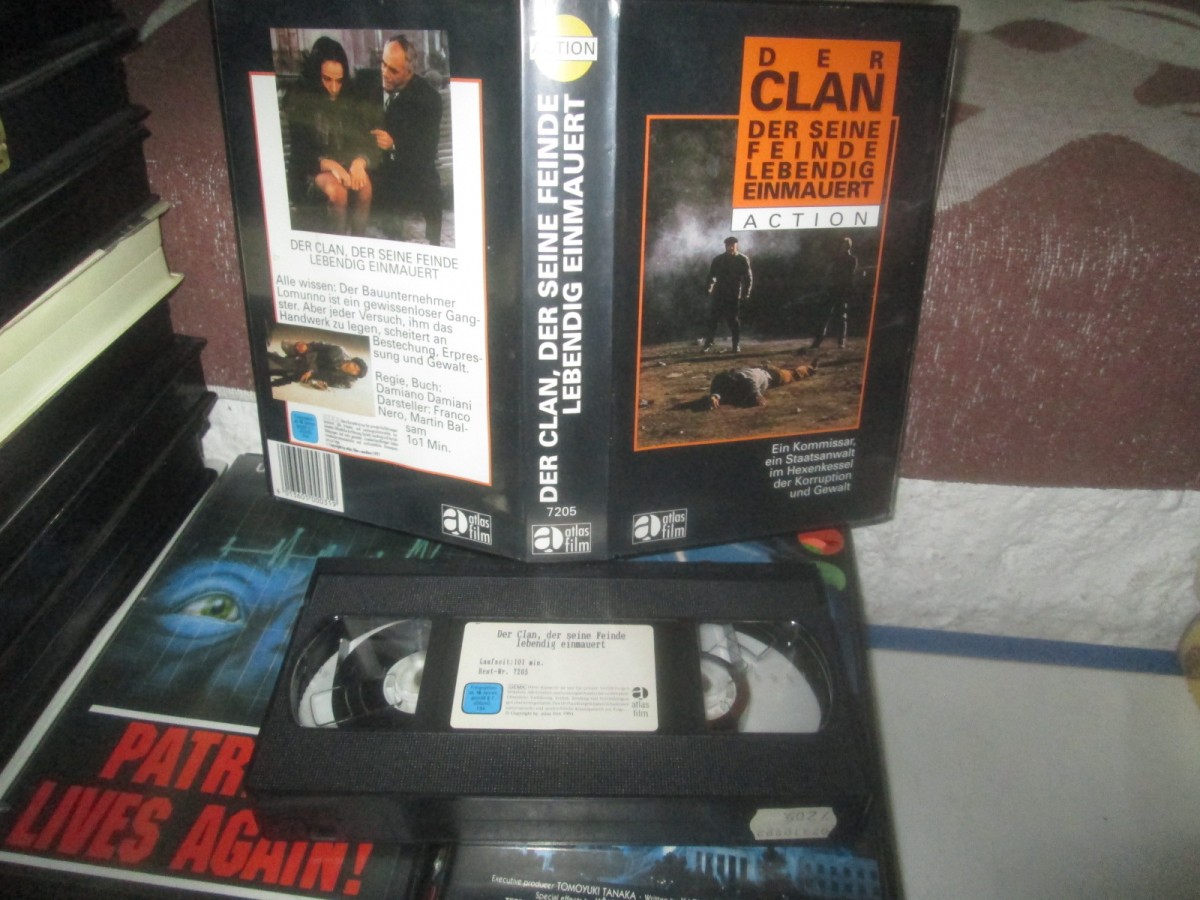 DER CLAN, DER SEINE FEINDE
LEBENDIG EINMAUERT
Alle wissen: Der Bauunternehmer
Lomunno ist ein gewissenloser Gang-
ster. Aber jeder Versuch, ihm das
Handwerk zu legen, scheitert an
Bestechung, Erpres-
sung und Gewalt.
Regie, Buch:
Damiano Damiani
Darsteller: Franco
Nero, Martin Bal-
sam
1o1 Min.
atlas
film
ACTION
DER CLAN, DER SEINE FEINDE
LEBENDIG EINMAUERT
7205
atlas
film
DER
CLAN
DER SEINE
FEINDE
LEBENDIG
EINMAUERT
ACTION
Ein Kommissar,
ein Staatsanwalt
im Hexenkessel
der Korruption
und Gewalt
atlas
film
Der Clan, der seine Feinde
lebendig einmauert
Laufzeit:101 min.
Best-Nr. 7205
atlas
film
PATR
LIVES AGAIN!
Executive producer TOMOYUKI TANAKA
Special effects by